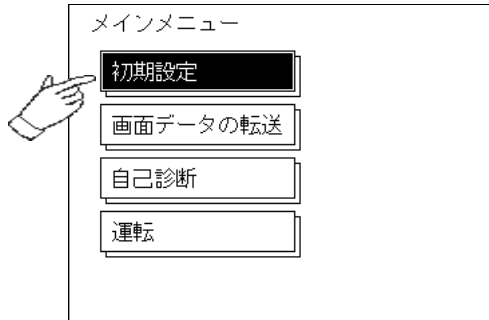 メインメニュー
初期設定
画面データの転送
自己診断
運転